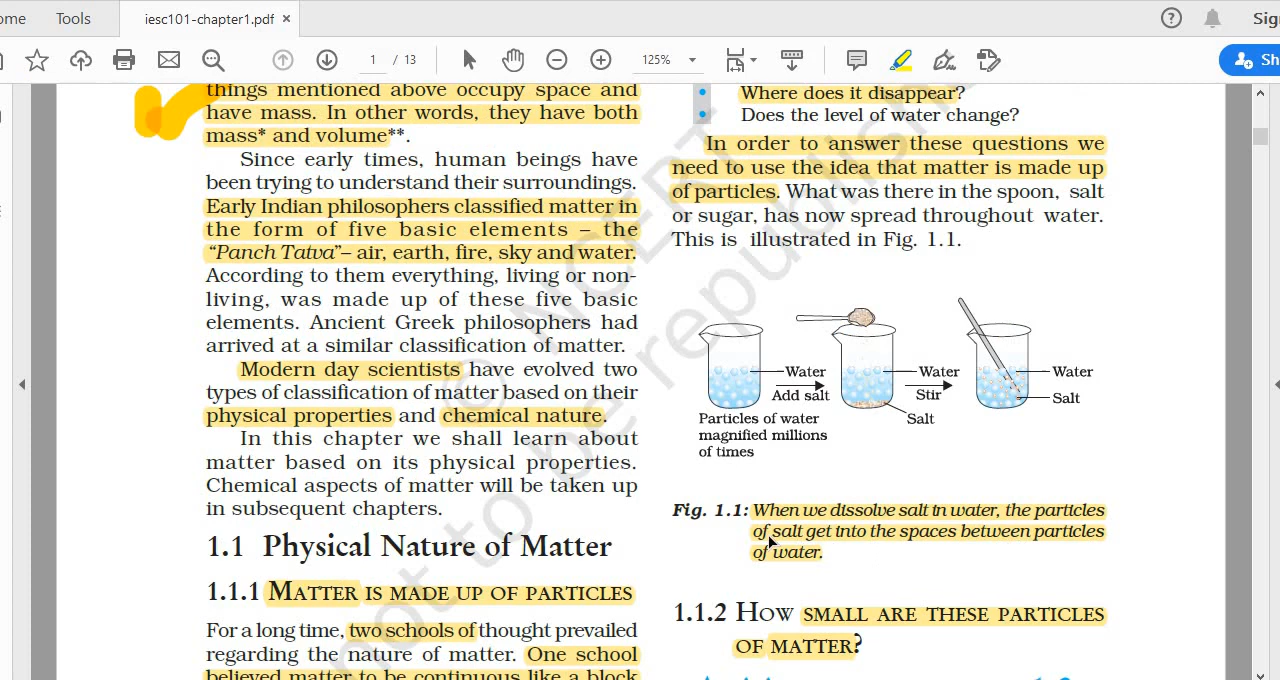 ome
Tools
iesc101-chapter1.pdf ×
?
Sig
1 / 13
125%
Sh
things mentioned above occupy space and
have mass. In other words, they have both
mass* and volume**.
Since early times, human beings have
been trying to understand their surroundings.
Early Indian philosophers classified matter in
the form of five basic elements – the
“Panch Tatva”– air, earth, fire, sky and water.
According to them everything, living or non-
living, was made up of these five basic
elements. Ancient Greek philosophers had
arrived at a similar classification of matter.
Modern day scientists have evolved two
types of classification of matter based on their
physical properties and chemical nature.
In this chapter we shall learn about
matter based on its physical properties.
Chemical aspects of matter will be taken up
in subsequent chapters.
1.1 Physical Nature of Matter
1.1.1 MATTER IS MADE UP OF PARTICLES
For a long time, two schools of thought prevailed
regarding the nature of matter. One school
believed matter to be continuous like a block
• Where does it disappear?
• Does the level of water change?
In order to answer these questions we
need to use the idea that matter is made up
of particles. What was there in the spoon, salt
or sugar, has now spread throughout water.
This is illustrated in Fig. 1.1.
Water
Add salt
Particles of water
magnified millions
of times
Water
Stir
Salt
Water
Salt
Fig. 1.1: When we dissolve salt in water, the particles
of salt get into the spaces between particles
of water.
1.1.2 HOW SMALL ARE THESE PARTICLES
OF MATTER?
© NCERT
not to be republish